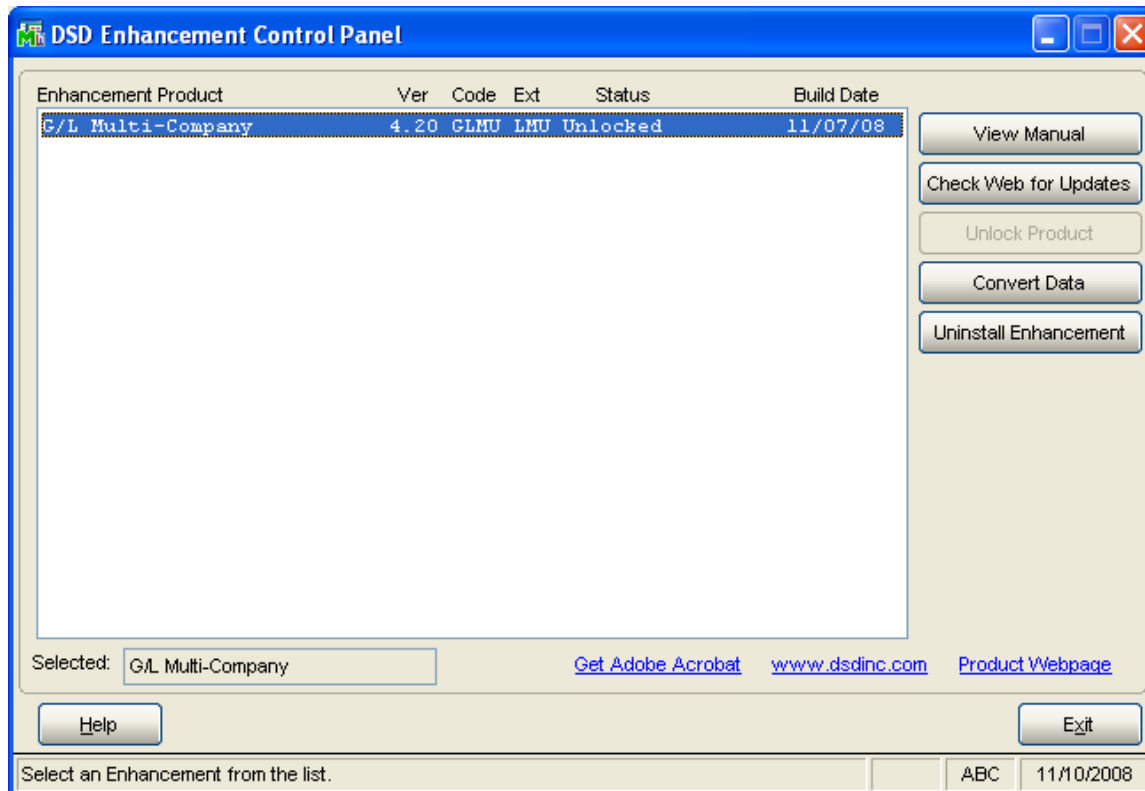 DSD Enhancement Control Panel
Enhancement Product Ver Code Ext Status Build Date
G/L Multi-Company 4.20 GLMU LMU Unlocked 11/07/08
View Manual
Check Web for Updates
Unlock Product
Convert Data
Uninstall Enhancement
Selected: G/L Multi-Company Get Adobe Acrobat www.dsdinc.com Product Webpage
Help Exit
Select an Enhancement from the list. ABC 11/10/2008